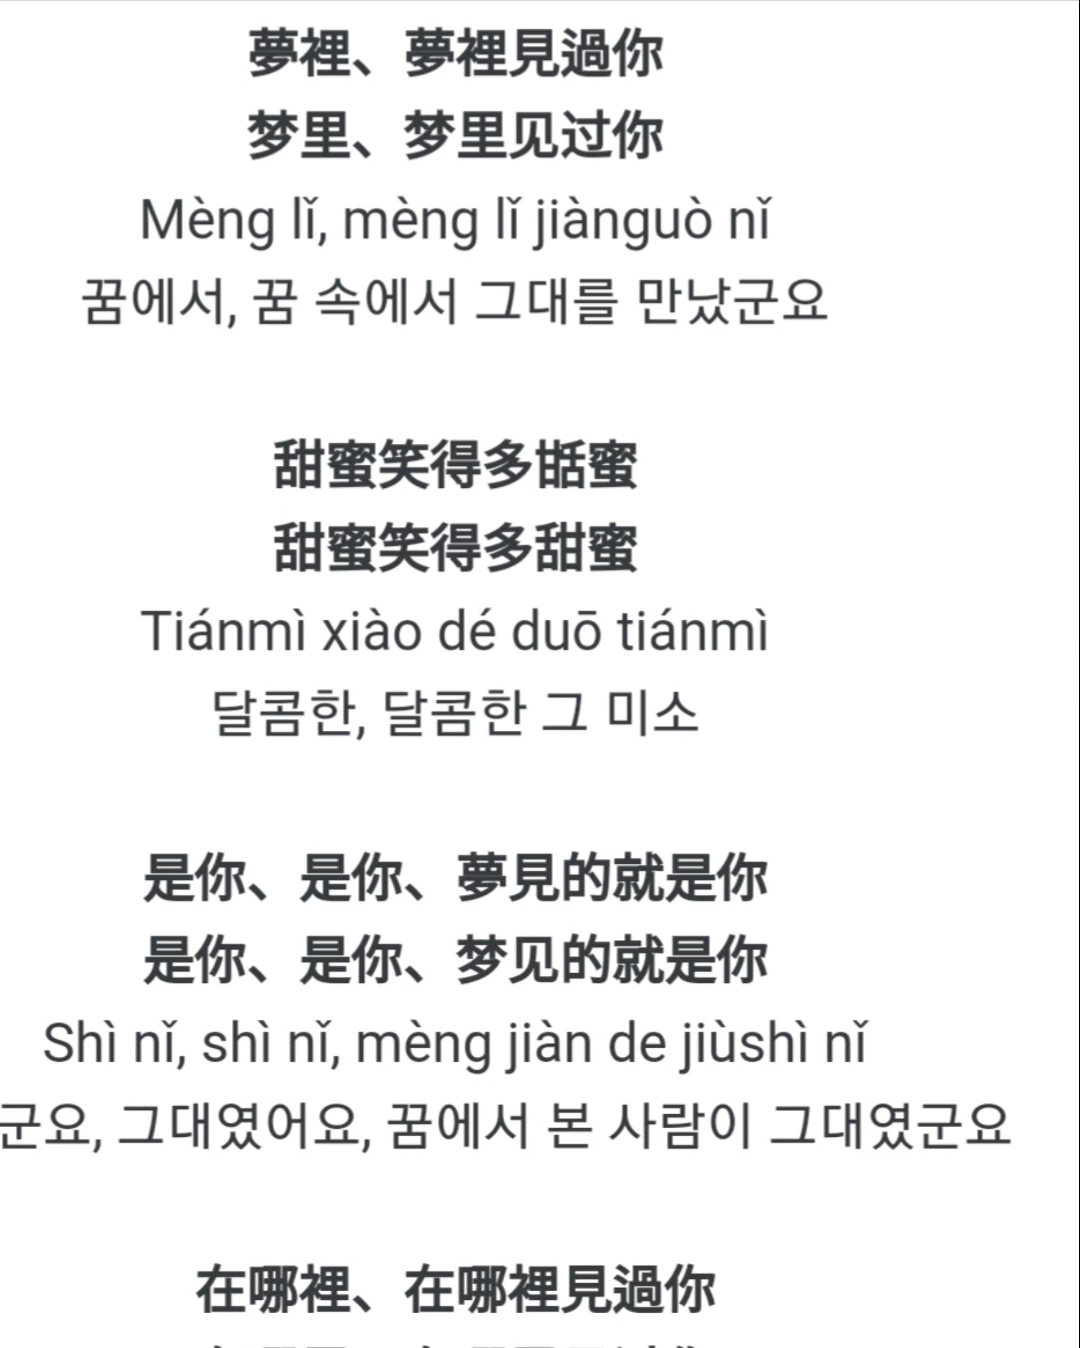 夢裡、夢裡見過你
梦里、梦里见过你
Mèng lǐ, mèng lǐ jiànguò nǐ
꿈에서, 꿈 속에서 그대를 만났군요
甜蜜笑得多甛蜜
甜蜜笑得多甜蜜
Tiánmì xiào dé duō tiánmì
달콤한, 달콤한 그 미소
是你、是你、夢見的就是你
是你、是你、梦见的就是你
Shì nǐ, shì nǐ, mèng jiàn de jiùshì nǐ
군요, 그대였어요, 꿈에서 본 사람이 그대였군요
在哪裡、在哪裡見過你